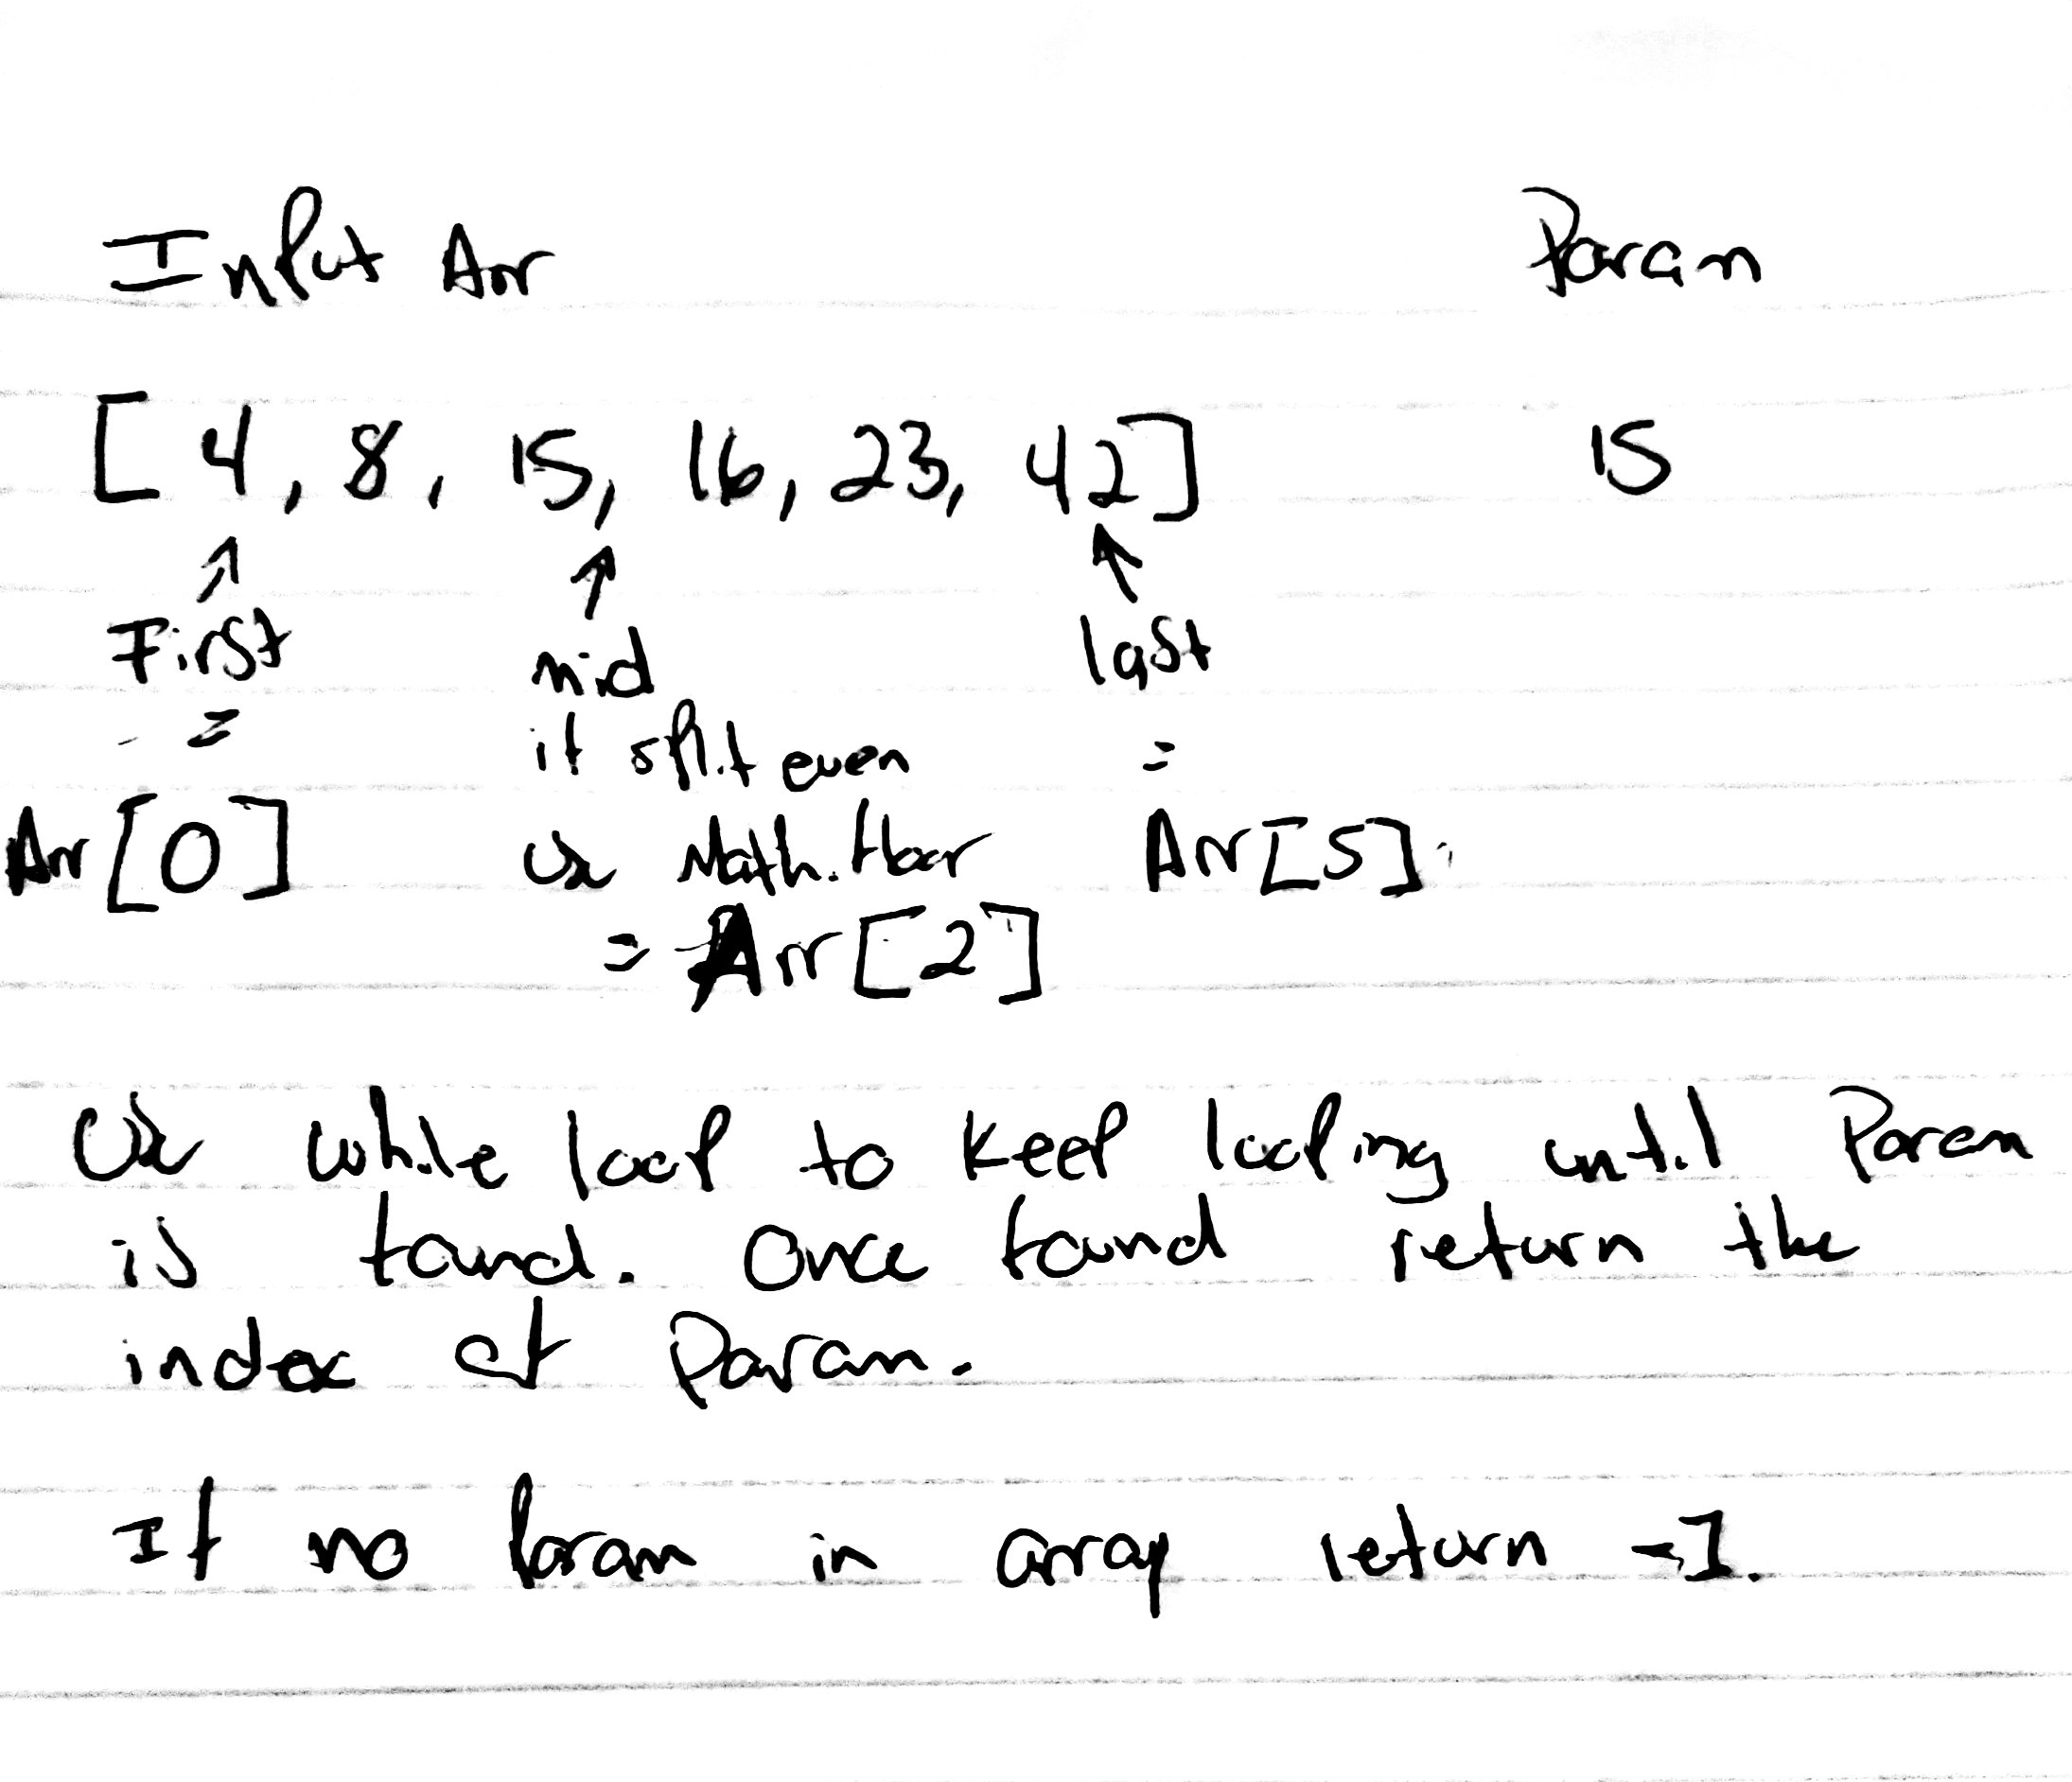 Input Arr Param
[ 4, 8, 15, 16, 23, 42] 15
First mid last
= if split even =
Arr[0] Use Math.floor Arr[5]
= Arr[2]
Use while loop to keep looping until Param
is found. Once found return the
index of Param.
If no Param in array return -1.